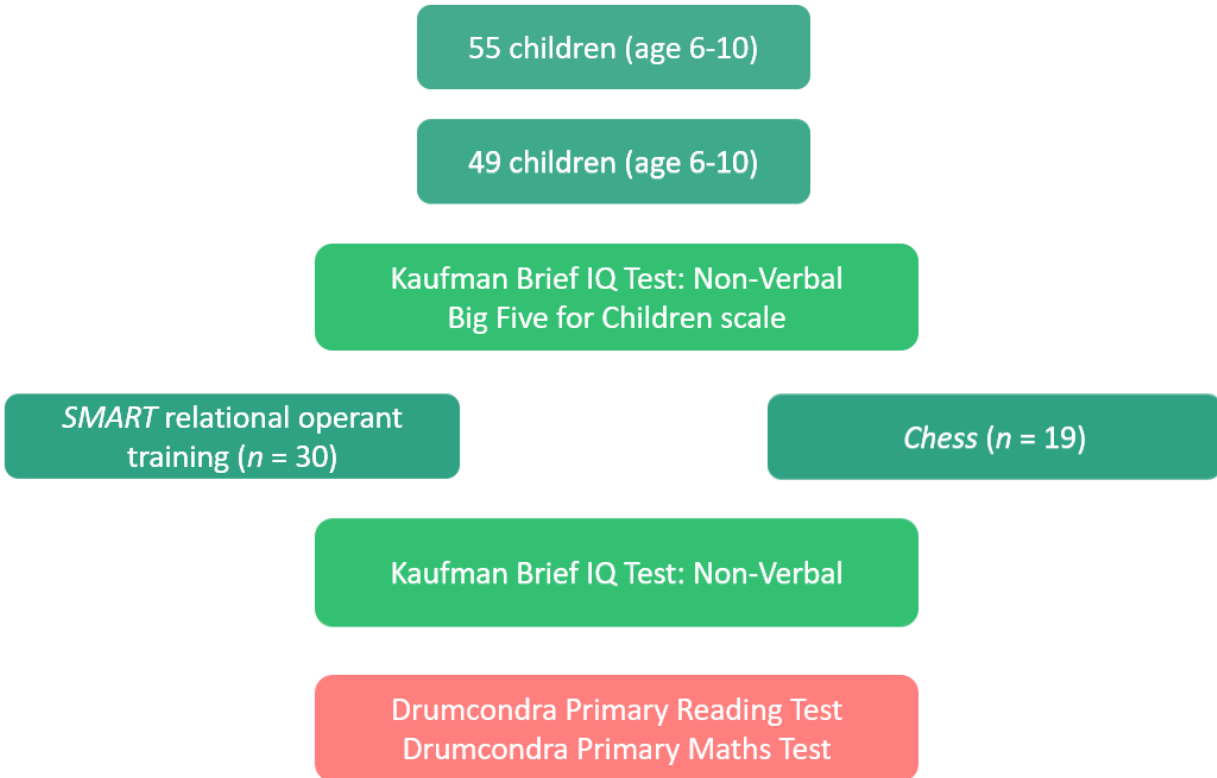 55 children (age 6-10)
49 children (age 6-10)
Kaufman Brief IQ Test: Non-Verbal
Big Five for Children scale
SMART relational operant
training (n = 30)
Chess (n = 19)
Kaufman Brief IQ Test: Non-Verbal
Drumcondra Primary Reading Test
Drumcondra Primary Maths Test